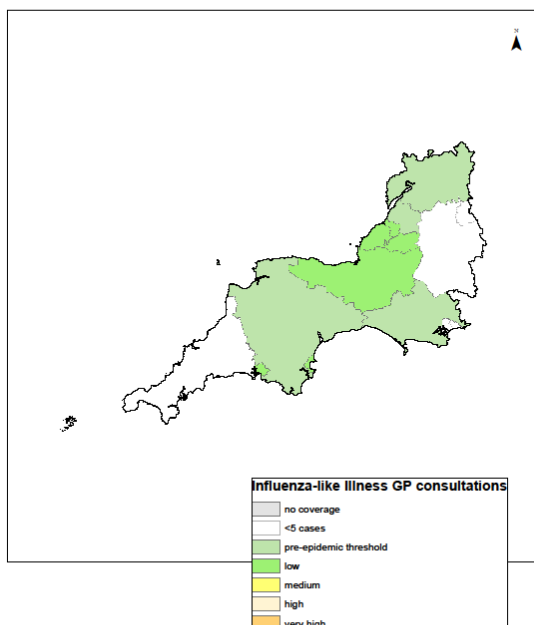 N
Influenza-like Illness GP consultations
no coverage
<5 cases
pre-epidemic threshold
low
medium
high
very high